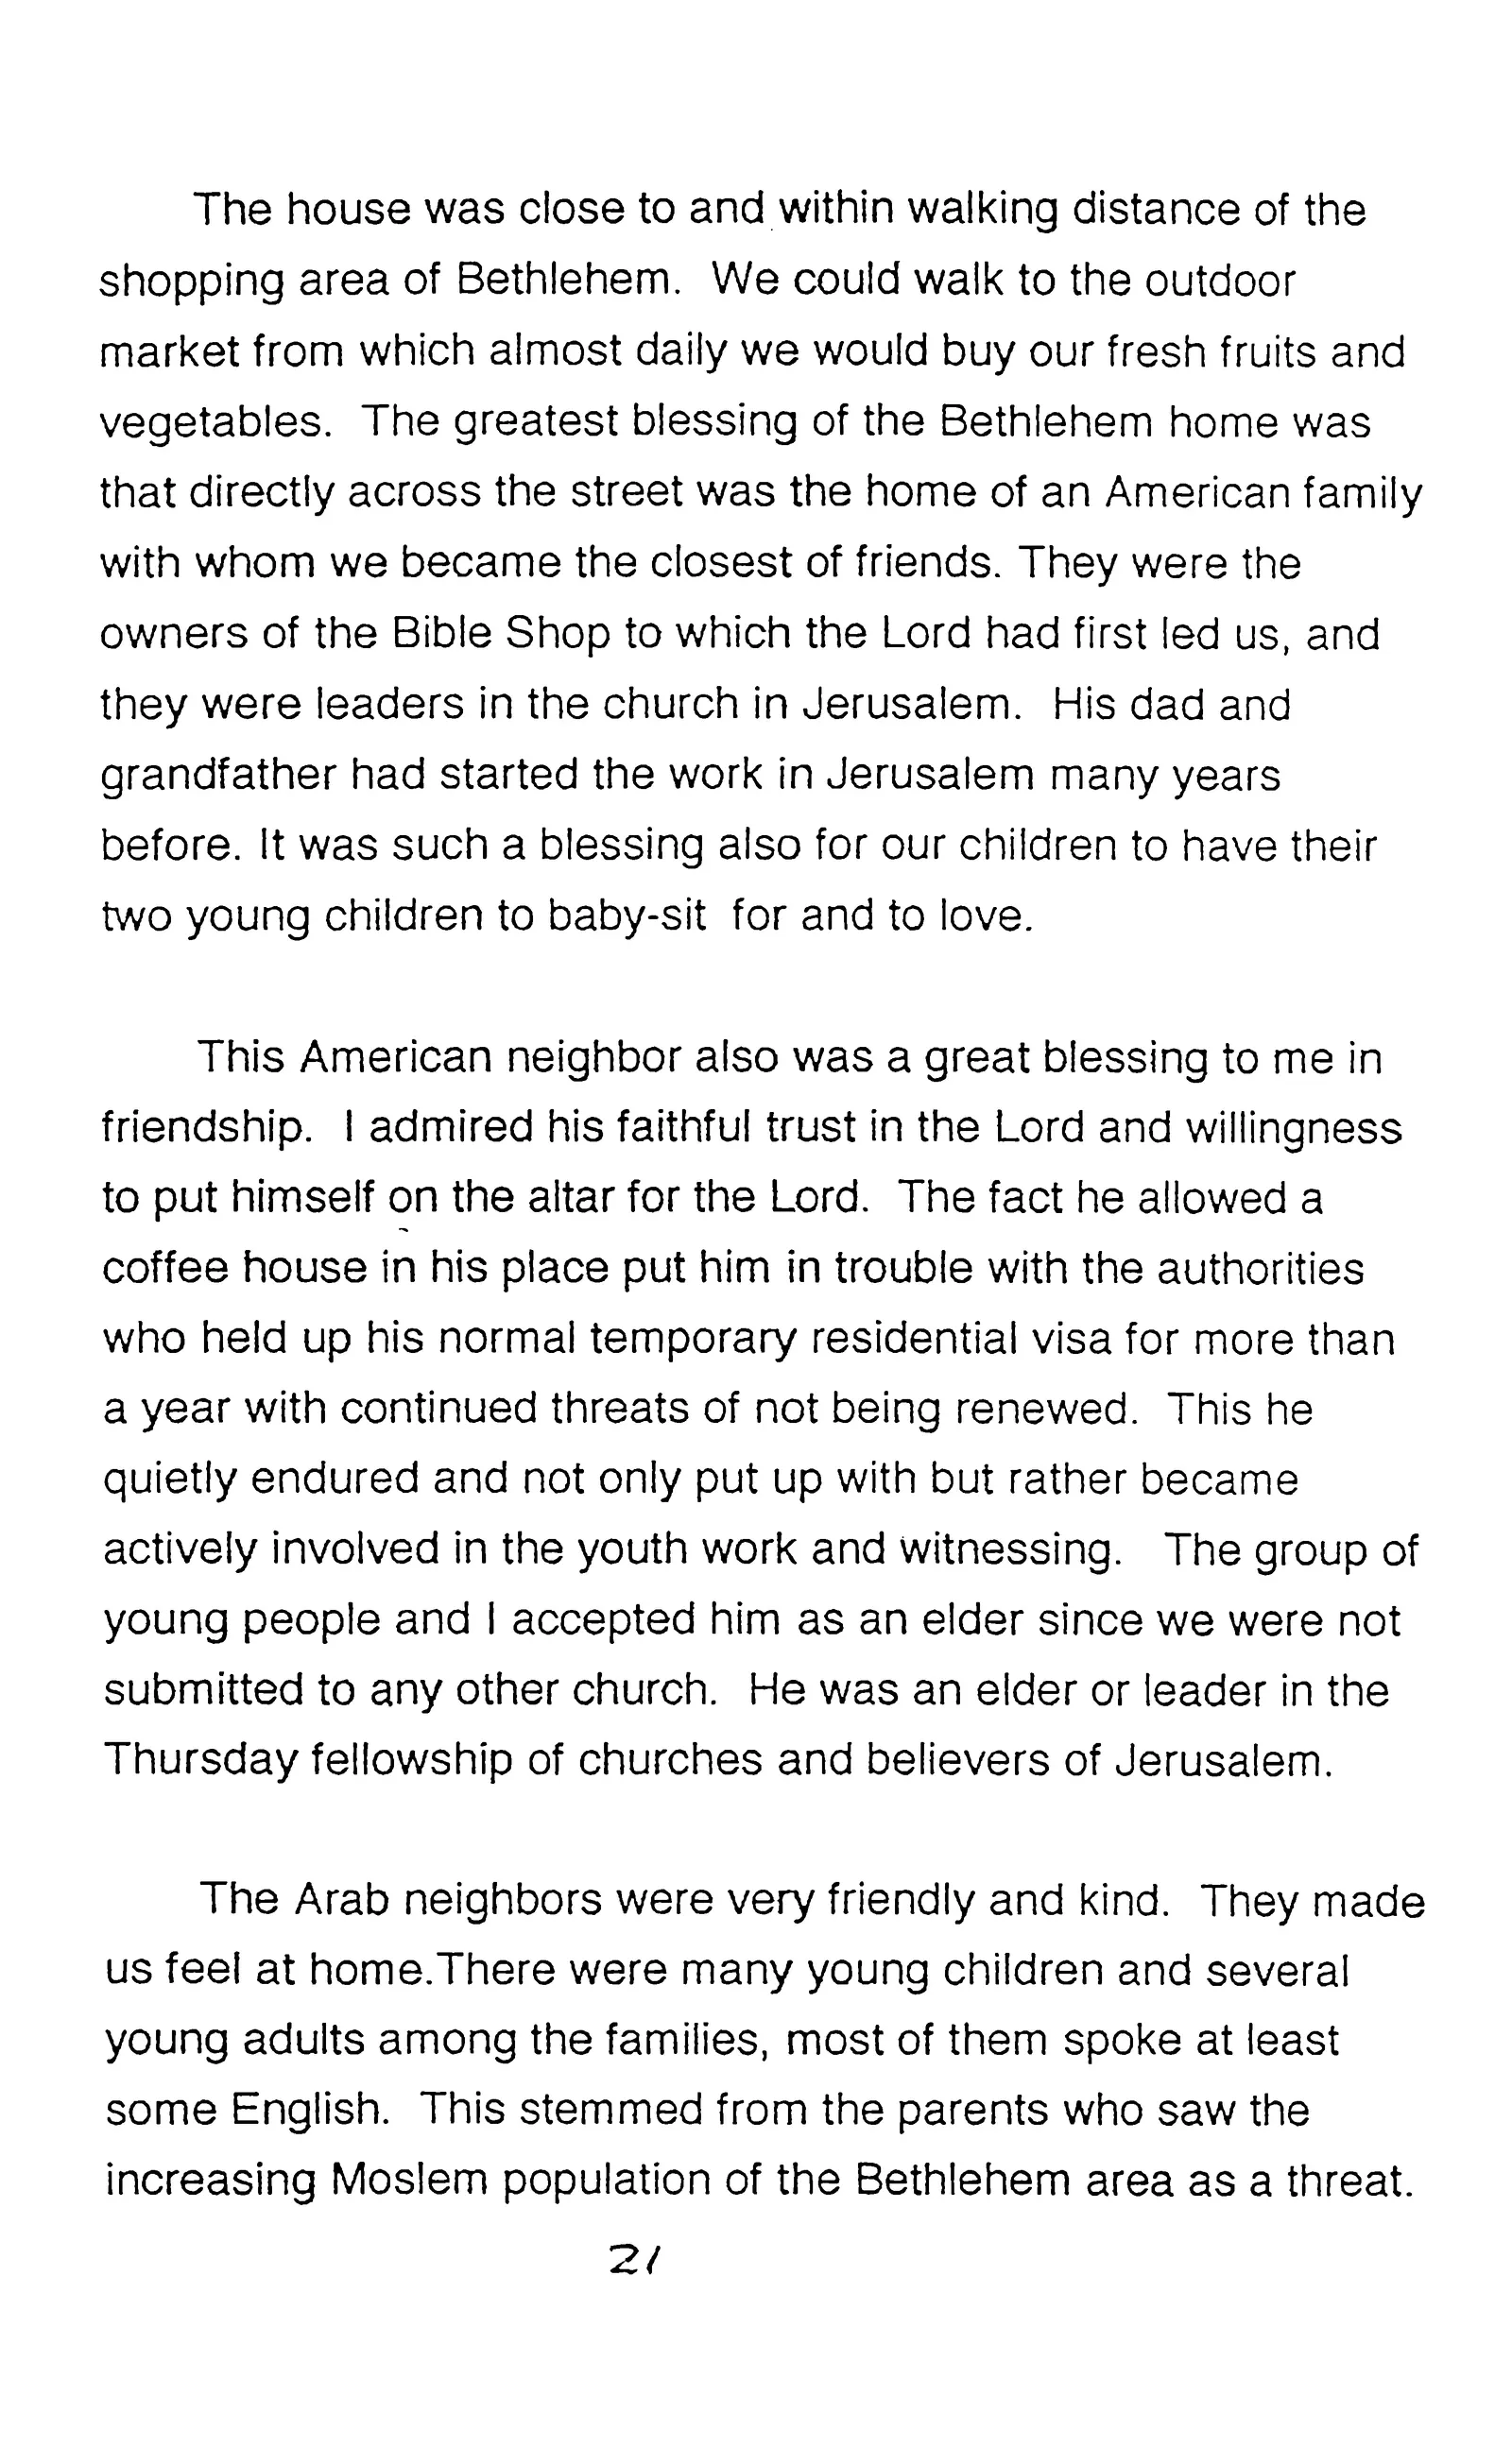 The house was close to and within walking distance of the
shopping area of Bethlehem.  We could walk to the outdoor
market from which almost daily we would buy our fresh fruits and
vegetables.  The greatest blessing of the Bethlehem home was
that directly across the street was the home of an American family
with whom we became the closest of friends. They were the
owners of the Bible Shop to which the Lord had first led us, and
they were leaders in the church in Jerusalem.  His dad and
grandfather had started the work in Jerusalem many years
before. It was such a blessing also for our children to have their
two young children to baby-sit  for and to love.
This American neighbor also was a great blessing to me in
friendship.  I admired his faithful trust in the Lord and willingness
to put himself on the altar for the Lord.  The fact he allowed a
coffee house in his place put him in trouble with the authorities
who held up his normal temporary residential visa for more than
a year with continued threats of not being renewed.  This he
quietly endured and not only put up with but rather became
actively involved in the youth work and witnessing.   The group of
young people and I accepted him as an elder since we were not
submitted to any other church.  He was an elder or leader in the
Thursday fellowship of churches and believers of Jerusalem.
The Arab neighbors were very friendly and kind.  They made
us feel at home.There were many young children and several
young adults among the families, most of them spoke at least
some English.  This stemmed from the parents who saw the
increasing Moslem population of the Bethlehem area as a threat.
21